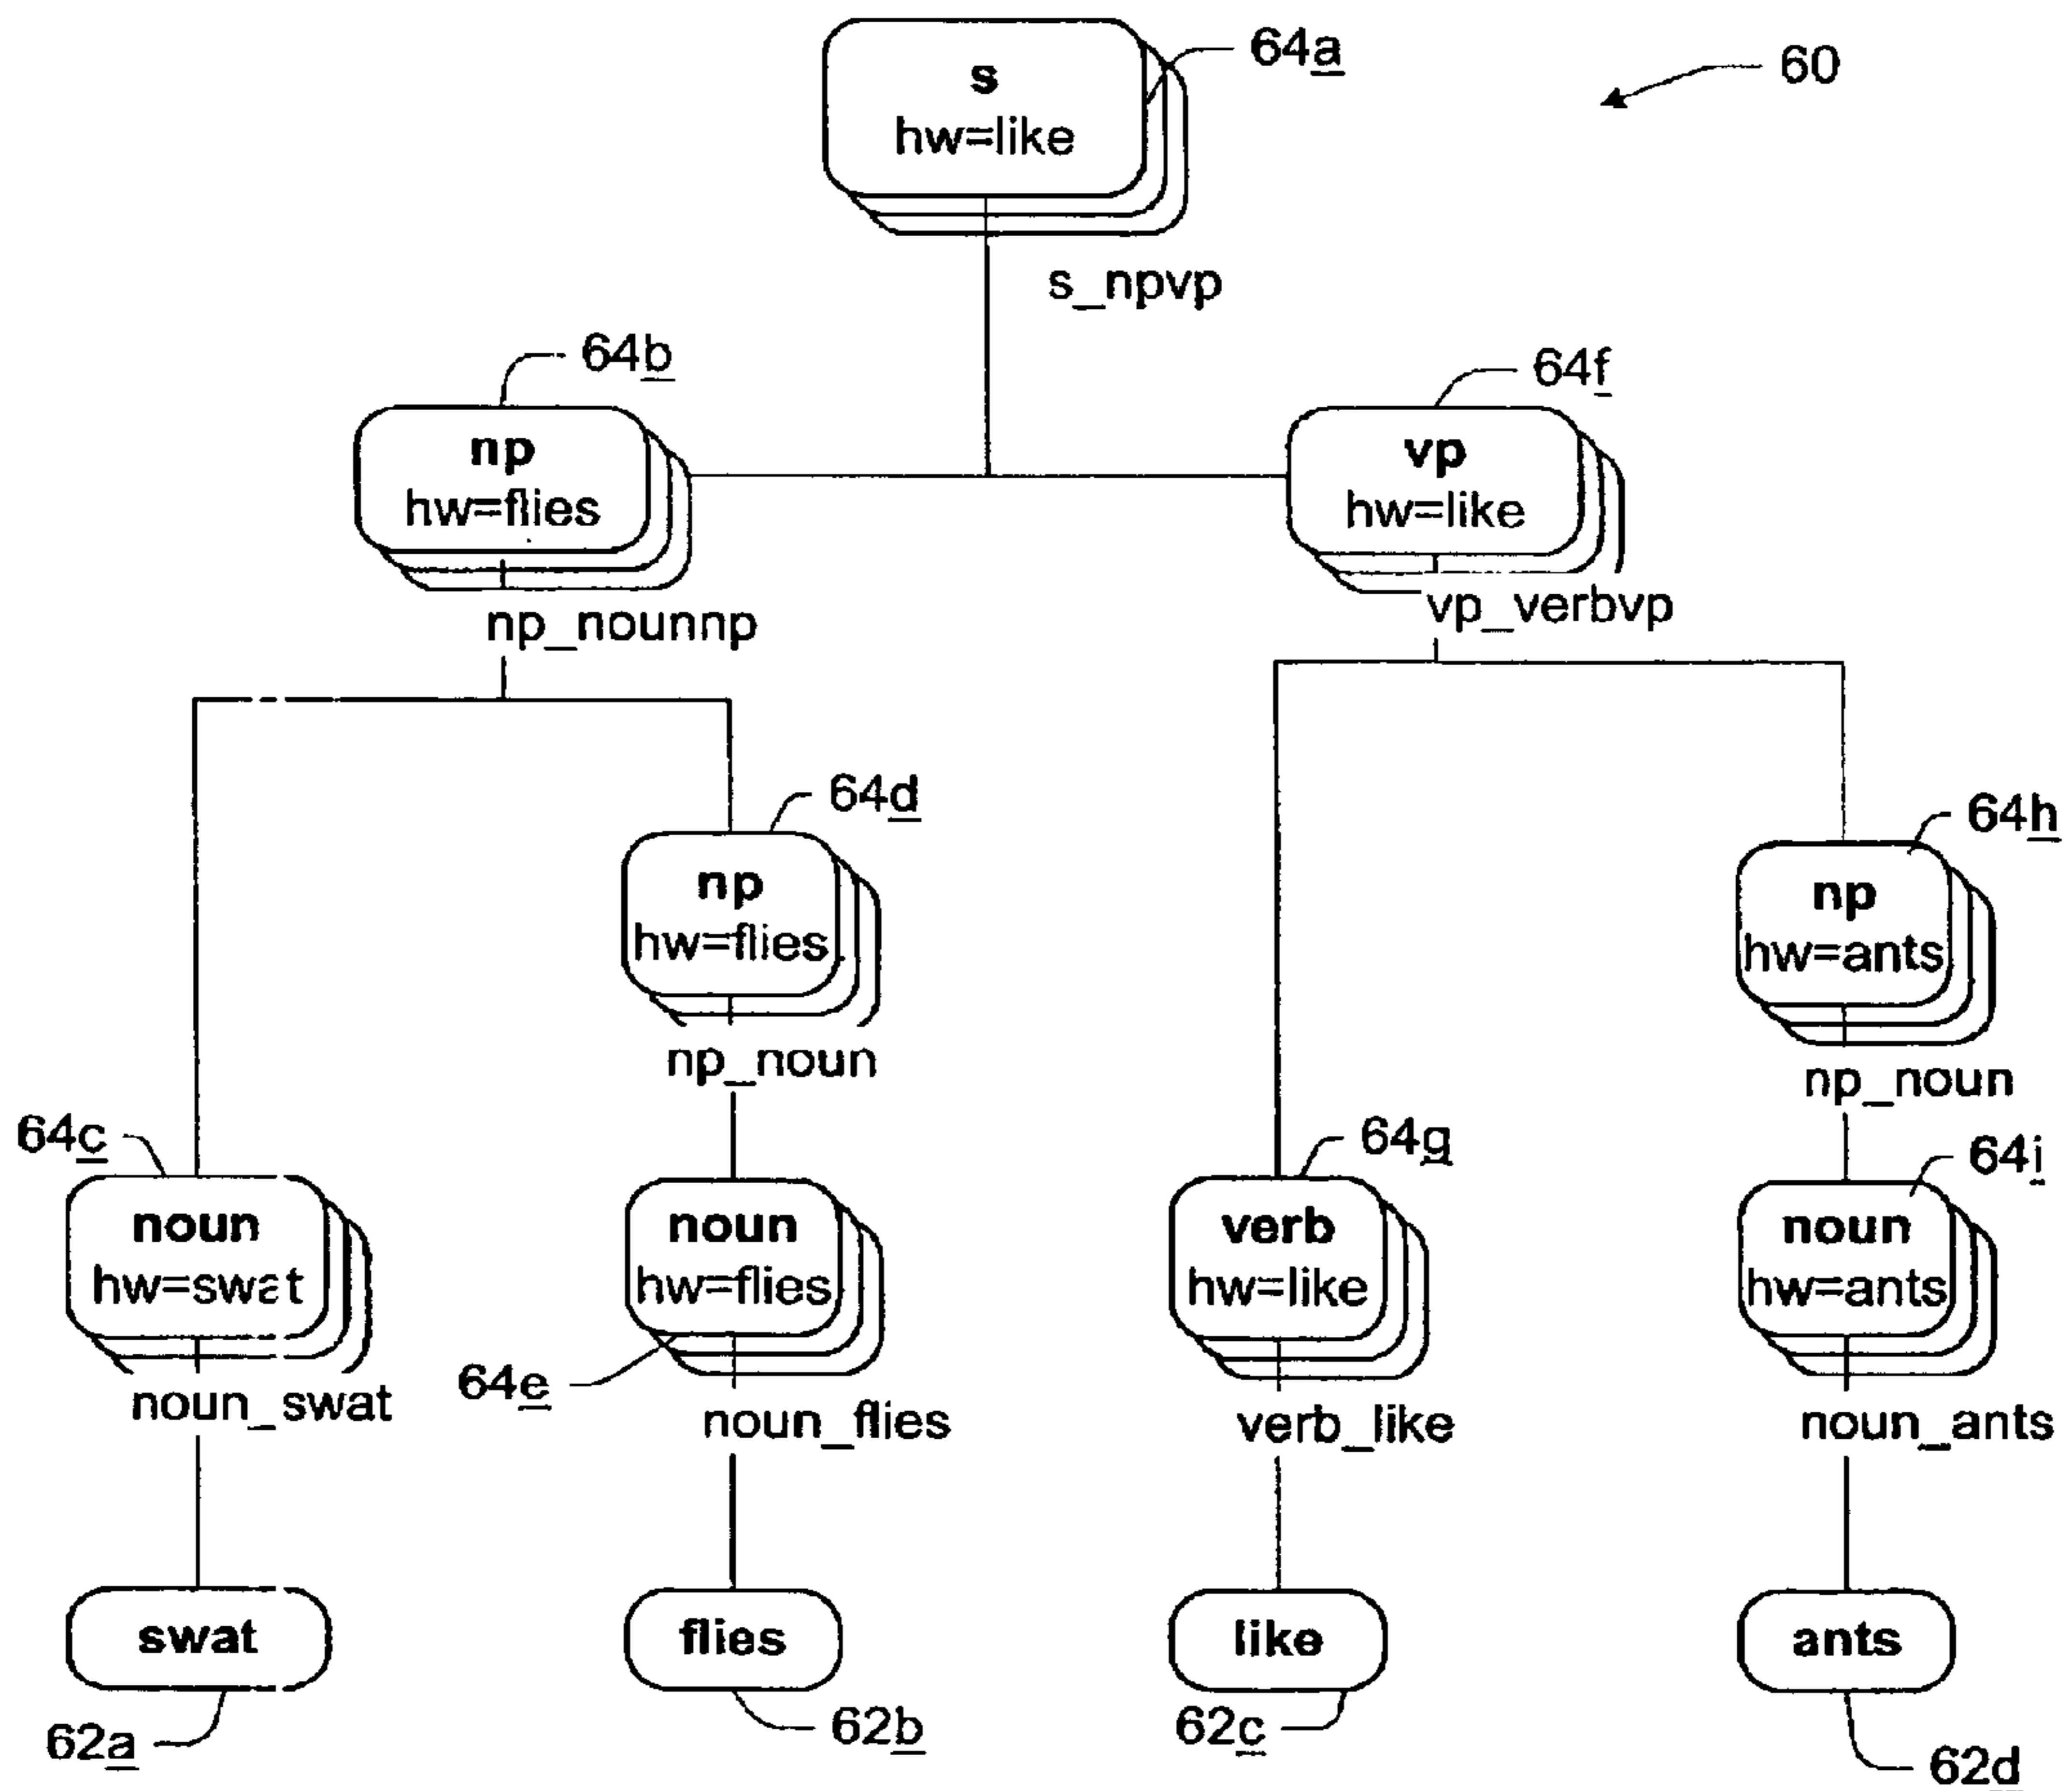 s
hw=like
64a
60
s_npvp
64b
64f
np
hw=flies
vp
hw=like
np_nounnp
vp_verbvp
64d
64h
np
hw=flies
np
hw=ants
np_noun
np_noun
64c
64g
64i
noun
hw=swat
noun
hw=flies
verb
hw=like
noun
hw=ants
64e
noun_swat
noun_flies
verb_like
noun_ants
swat
flies
like
ants
62a
62b
62c
62d